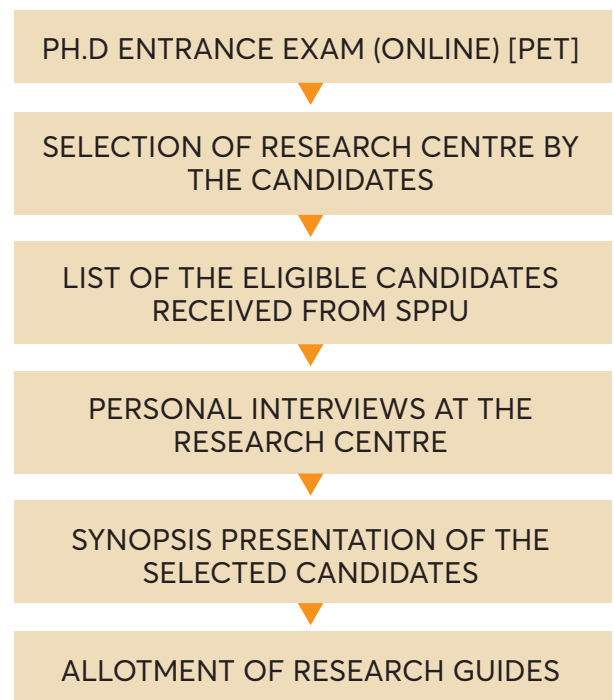 PH.D ENTRANCE EXAM (ONLINE) [PET]
SELECTION OF RESEARCH CENTRE BY
THE CANDIDATES
LIST OF THE ELIGIBLE CANDIDATES
RECEIVED FROM SPPU
PERSONAL INTERVIEWS AT THE
RESEARCH CENTRE
SYNOPSIS PRESENTATION OF THE
SELECTED CANDIDATES
ALLOTMENT OF RESEARCH GUIDES